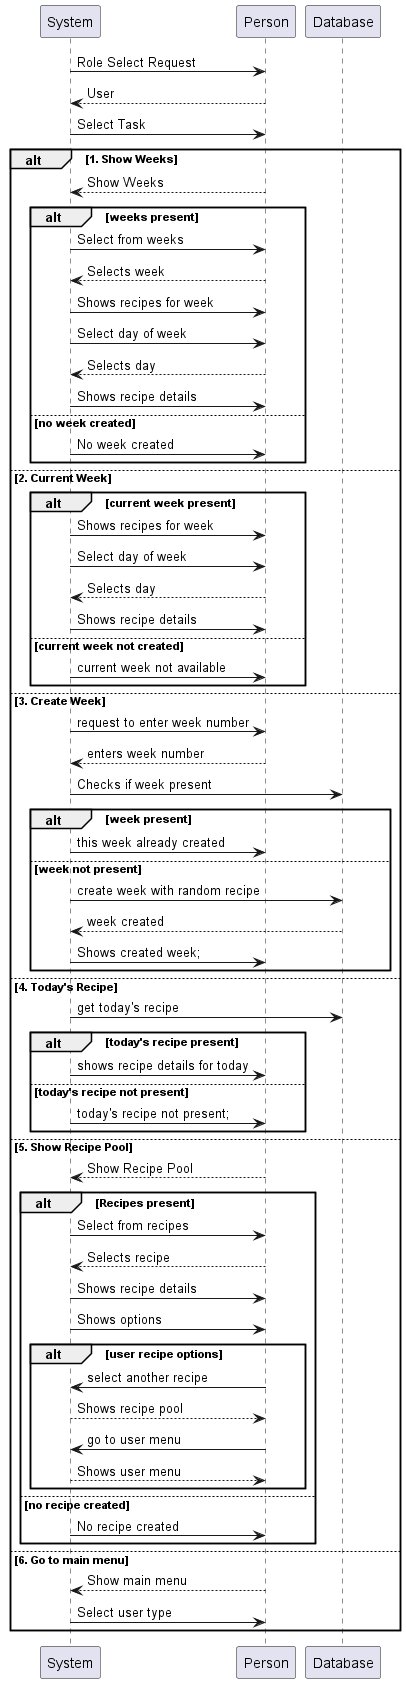 System Person Database
Role Select Request
User
Select Task
alt [1. Show Weeks]
Show Weeks
alt [weeks present]
Select from weeks
Selects week
Shows recipes for week
Select day of week
Selects day
Shows recipe details
[no week created]
No week created
[2. Current Week]
alt [current week present]
Shows recipes for week
Select day of week
Selects day
Shows recipe details
[current week not created]
current week not available
[3. Create Week]
request to enter week number
enters week number
Checks if week present
alt [week present]
this week already created
[week not present]
create week with random recipe
week created
Shows created week;
[4. Today's Recipe]
get today's recipe
alt [today's recipe present]
shows recipe details for today
[today's recipe not present]
today's recipe not present;
[5. Show Recipe Pool]
Show Recipe Pool
alt [Recipes present]
Select from recipes
Selects recipe
Shows recipe details
Shows options
alt [user recipe options]
select another recipe
Shows recipe pool
go to user menu
Shows user menu
[no recipe created]
No recipe created
[6. Go to main menu]
Show main menu
Select user type
System Person Database